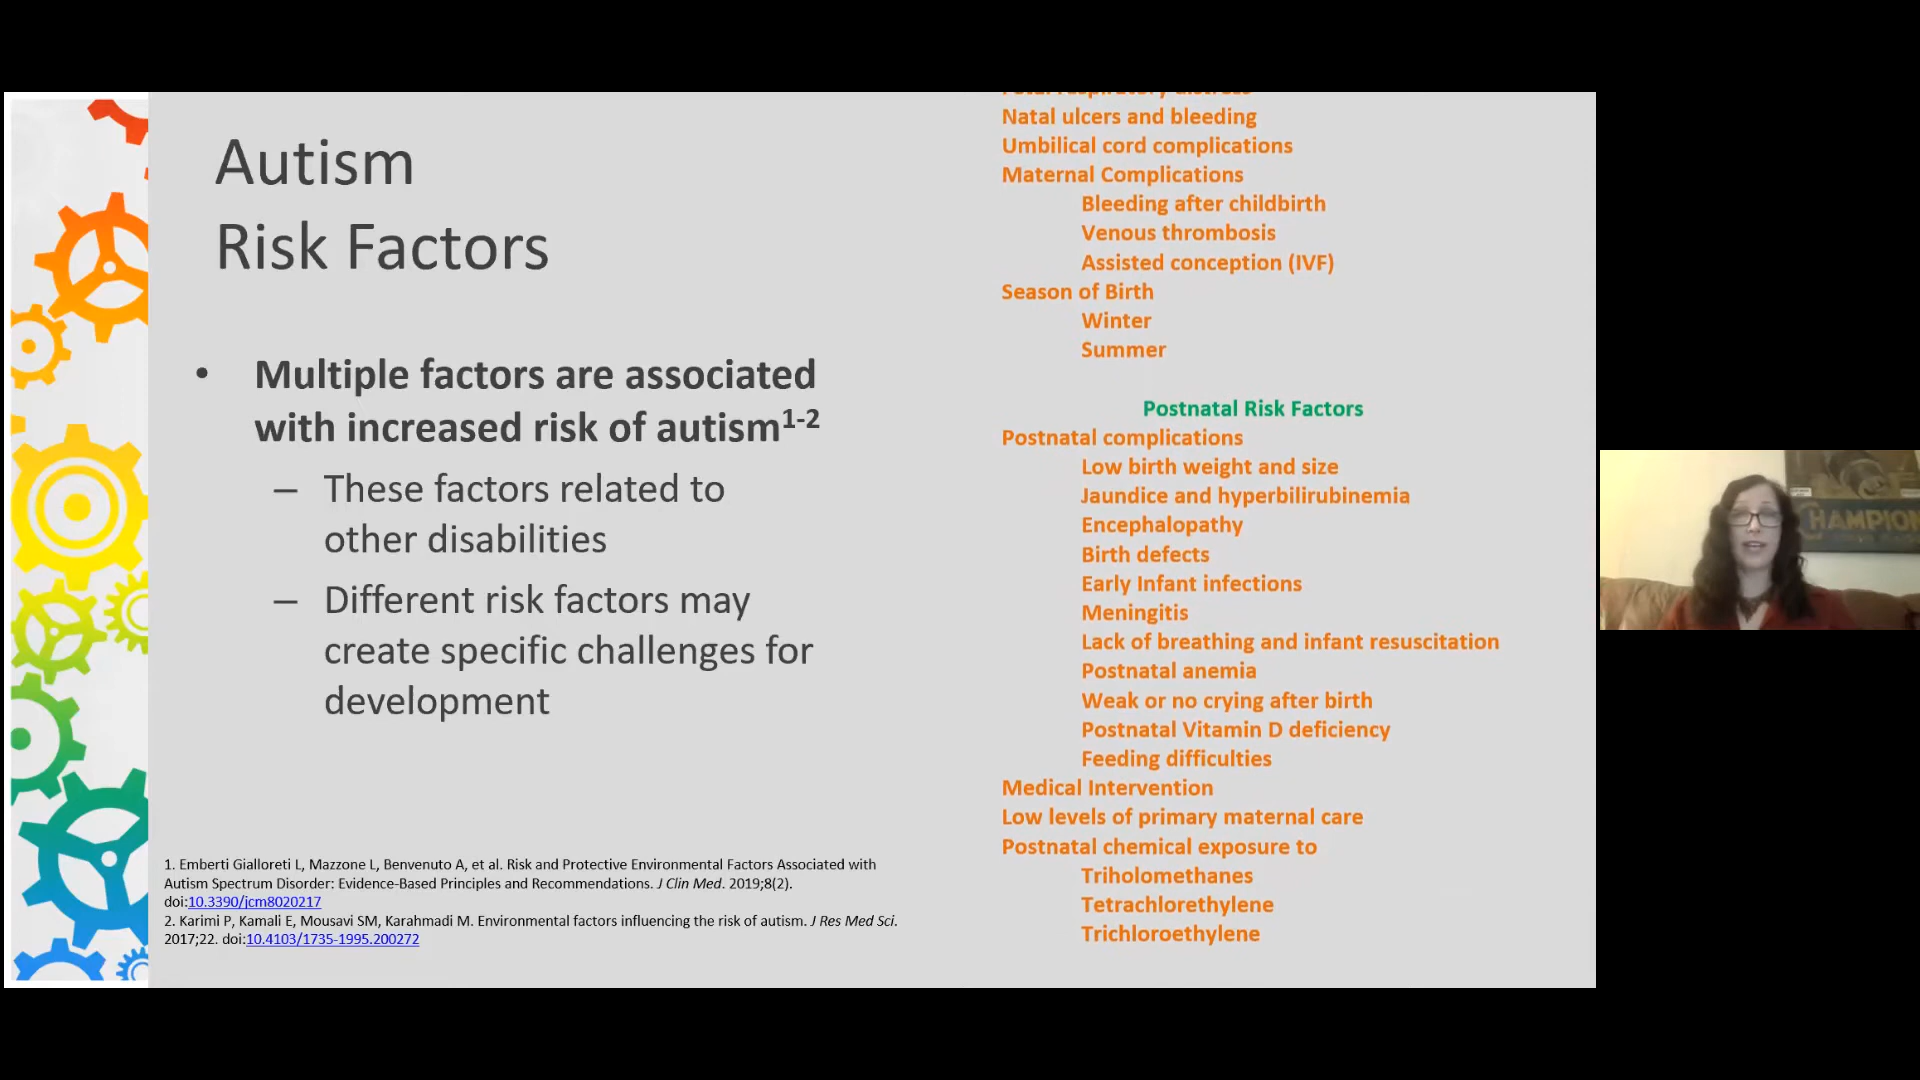 Autism
Risk Factors
• Multiple factors are associated
with increased risk of autism1-2
– These factors related to
other disabilities
– Different risk factors may
create specific challenges for
development
1. Emberti Gialloreti L, Mazzone L, Benvenuto A, et al. Risk and Protective Environmental Factors Associated with
Autism Spectrum Disorder: Evidence-Based Principles and Recommendations. J Clin Med. 2019;8(2).
doi:10.3390/jcm8020217
2. Karimi P, Kamali E, Mousavi SM, Karahmadi M. Environmental factors influencing the risk of autism. J Res Med Sci.
2017;22. doi:10.4103/1735-1995.200272
respiratory distress
Natal ulcers and bleeding
Umbilical cord complications
Maternal Complications
Bleeding after childbirth
Venous thrombosis
Assisted conception (IVF)
Season of Birth
Winter
Summer
Postnatal Risk Factors
Postnatal complications
Low birth weight and size
Jaundice and hyperbilirubinemia
Encephalopathy
Birth defects
Early Infant infections
Meningitis
Lack of breathing and infant resuscitation
Postnatal anemia
Weak or no crying after birth
Postnatal Vitamin D deficiency
Feeding difficulties
Medical Intervention
Low levels of primary maternal care
Postnatal chemical exposure to
Triholomethanes
Tetrachlorethylene
Trichloroethylene
CHAMPION